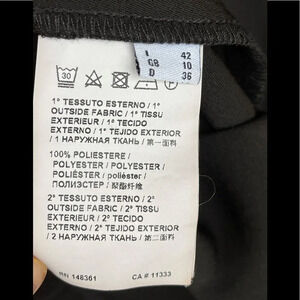 I 42
GB 10
D 36
30
1° TESSUTO ESTERNO / 1°
OUTSIDE FABRIC / 1° TISSU
EXTERIEUR / 1° TECIDO
EXTERNO / 1° TEJIDO EXTERIOR
/ 1 НАРУЖНАЯ ТКАНЬ / 第一面料
100% POLIESTERE /
POLYESTER / POLYESTER /
POLIÉSTER / poliéster /
ПОЛИЭСТЕР / 聚酯纤维
2° TESSUTO ESTERNO / 2°
OUTSIDE FABRIC / 2° TISSU
EXTERIEUR / 2° TECIDO
EXTERNO / 2° TEJIDO EXTERIOR
/ 2 НАРУЖНАЯ ТКАНЬ / 第二面料
RN 148361 CA # 11333